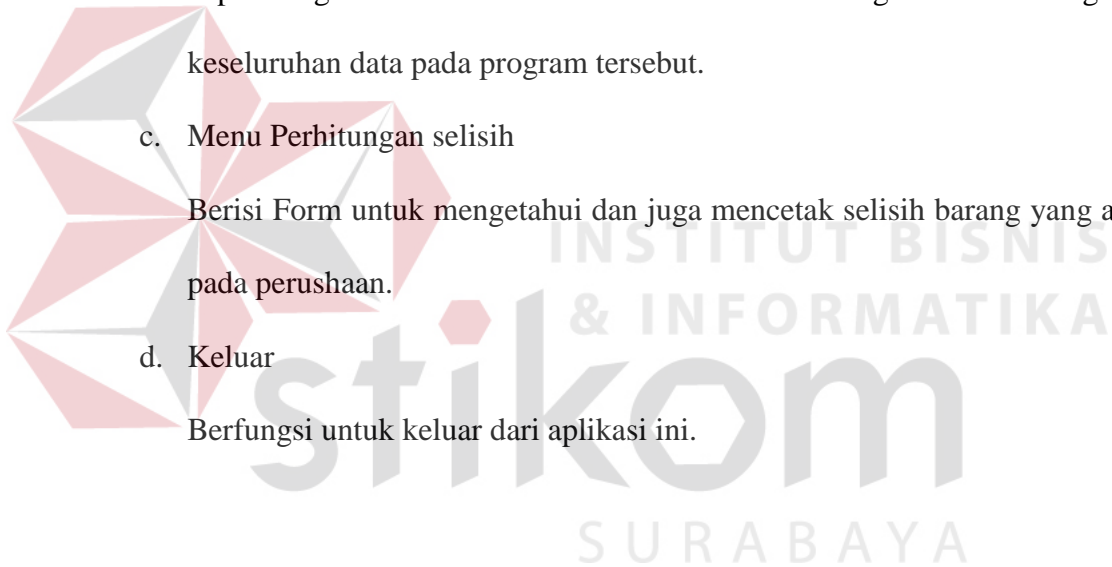 keseluruhan data pada program tersebut.
c. Menu Perhitungan selisih
Berisi Form untuk mengetahui dan juga mencetak selisih barang yang
pada perushaan.
d. Keluar
Berfungsi untuk keluar dari aplikasi ini.
INSTITUT BISNIS
& INFORMATIKA
stikom
SURABAYA